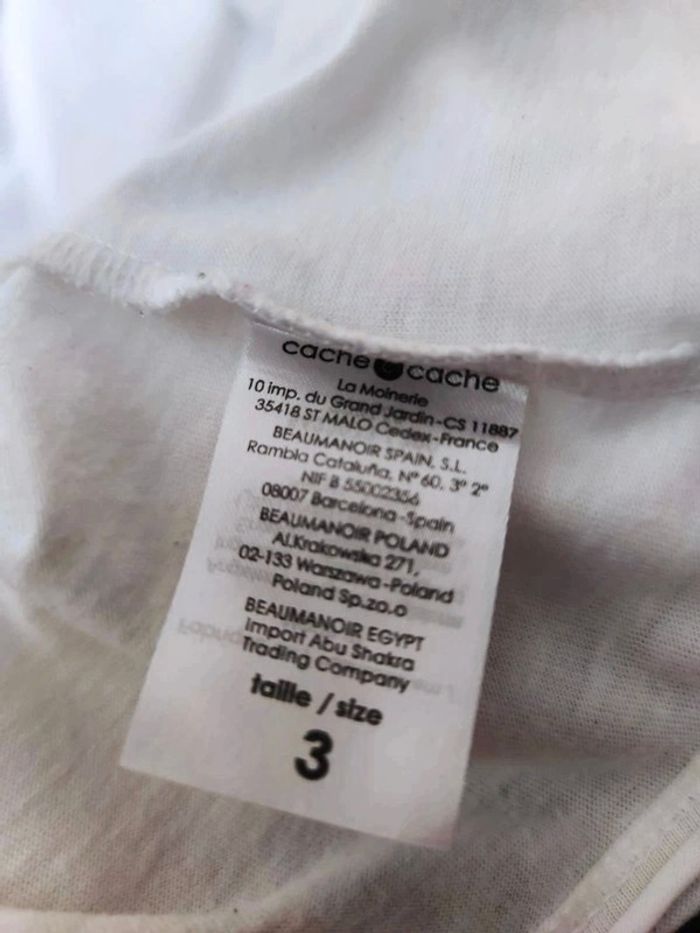 cache cache
La Moinerie
10 imp. du Grand Jardin-CS 11887
35418 ST MALO Cedex-France
BEAUMANOIR SPAIN, S.L.
Rambla Cataluña, Nº 60, 3º 2º
NIF B 55002356
08007 Barcelona-Spain
BEAUMANOIR POLAND
Al.Krakowska 271,
02-133 Warszawa-Poland
Poland Sp.zo.o
BEAUMANOIR EGYPT
Import Abu Shakra
Trading Company
taille / size
3